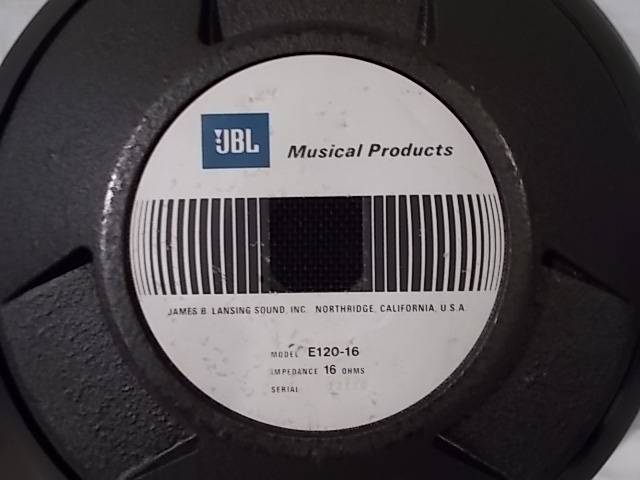 JBL
Musical Products
JAMES B. LANSING SOUND, INC. NORTHRIDGE, CALIFORNIA, U.S.A.
MODEL E120-16
IMPEDANCE 16 OHMS
SERIAL